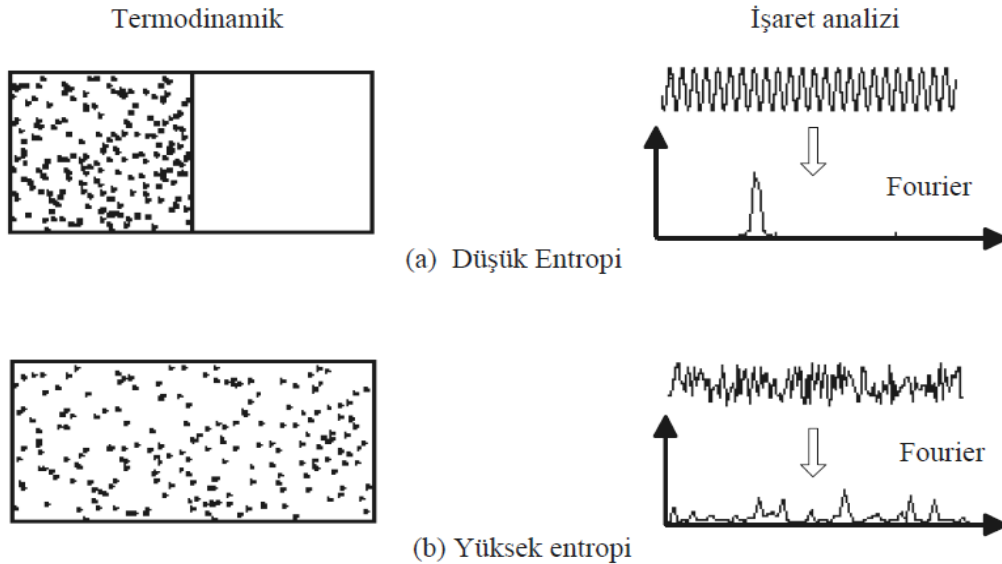 Termodinamik
İşaret analizi
Fourier
(a) Düşük Entropi
Fourier
(b) Yüksek entropi